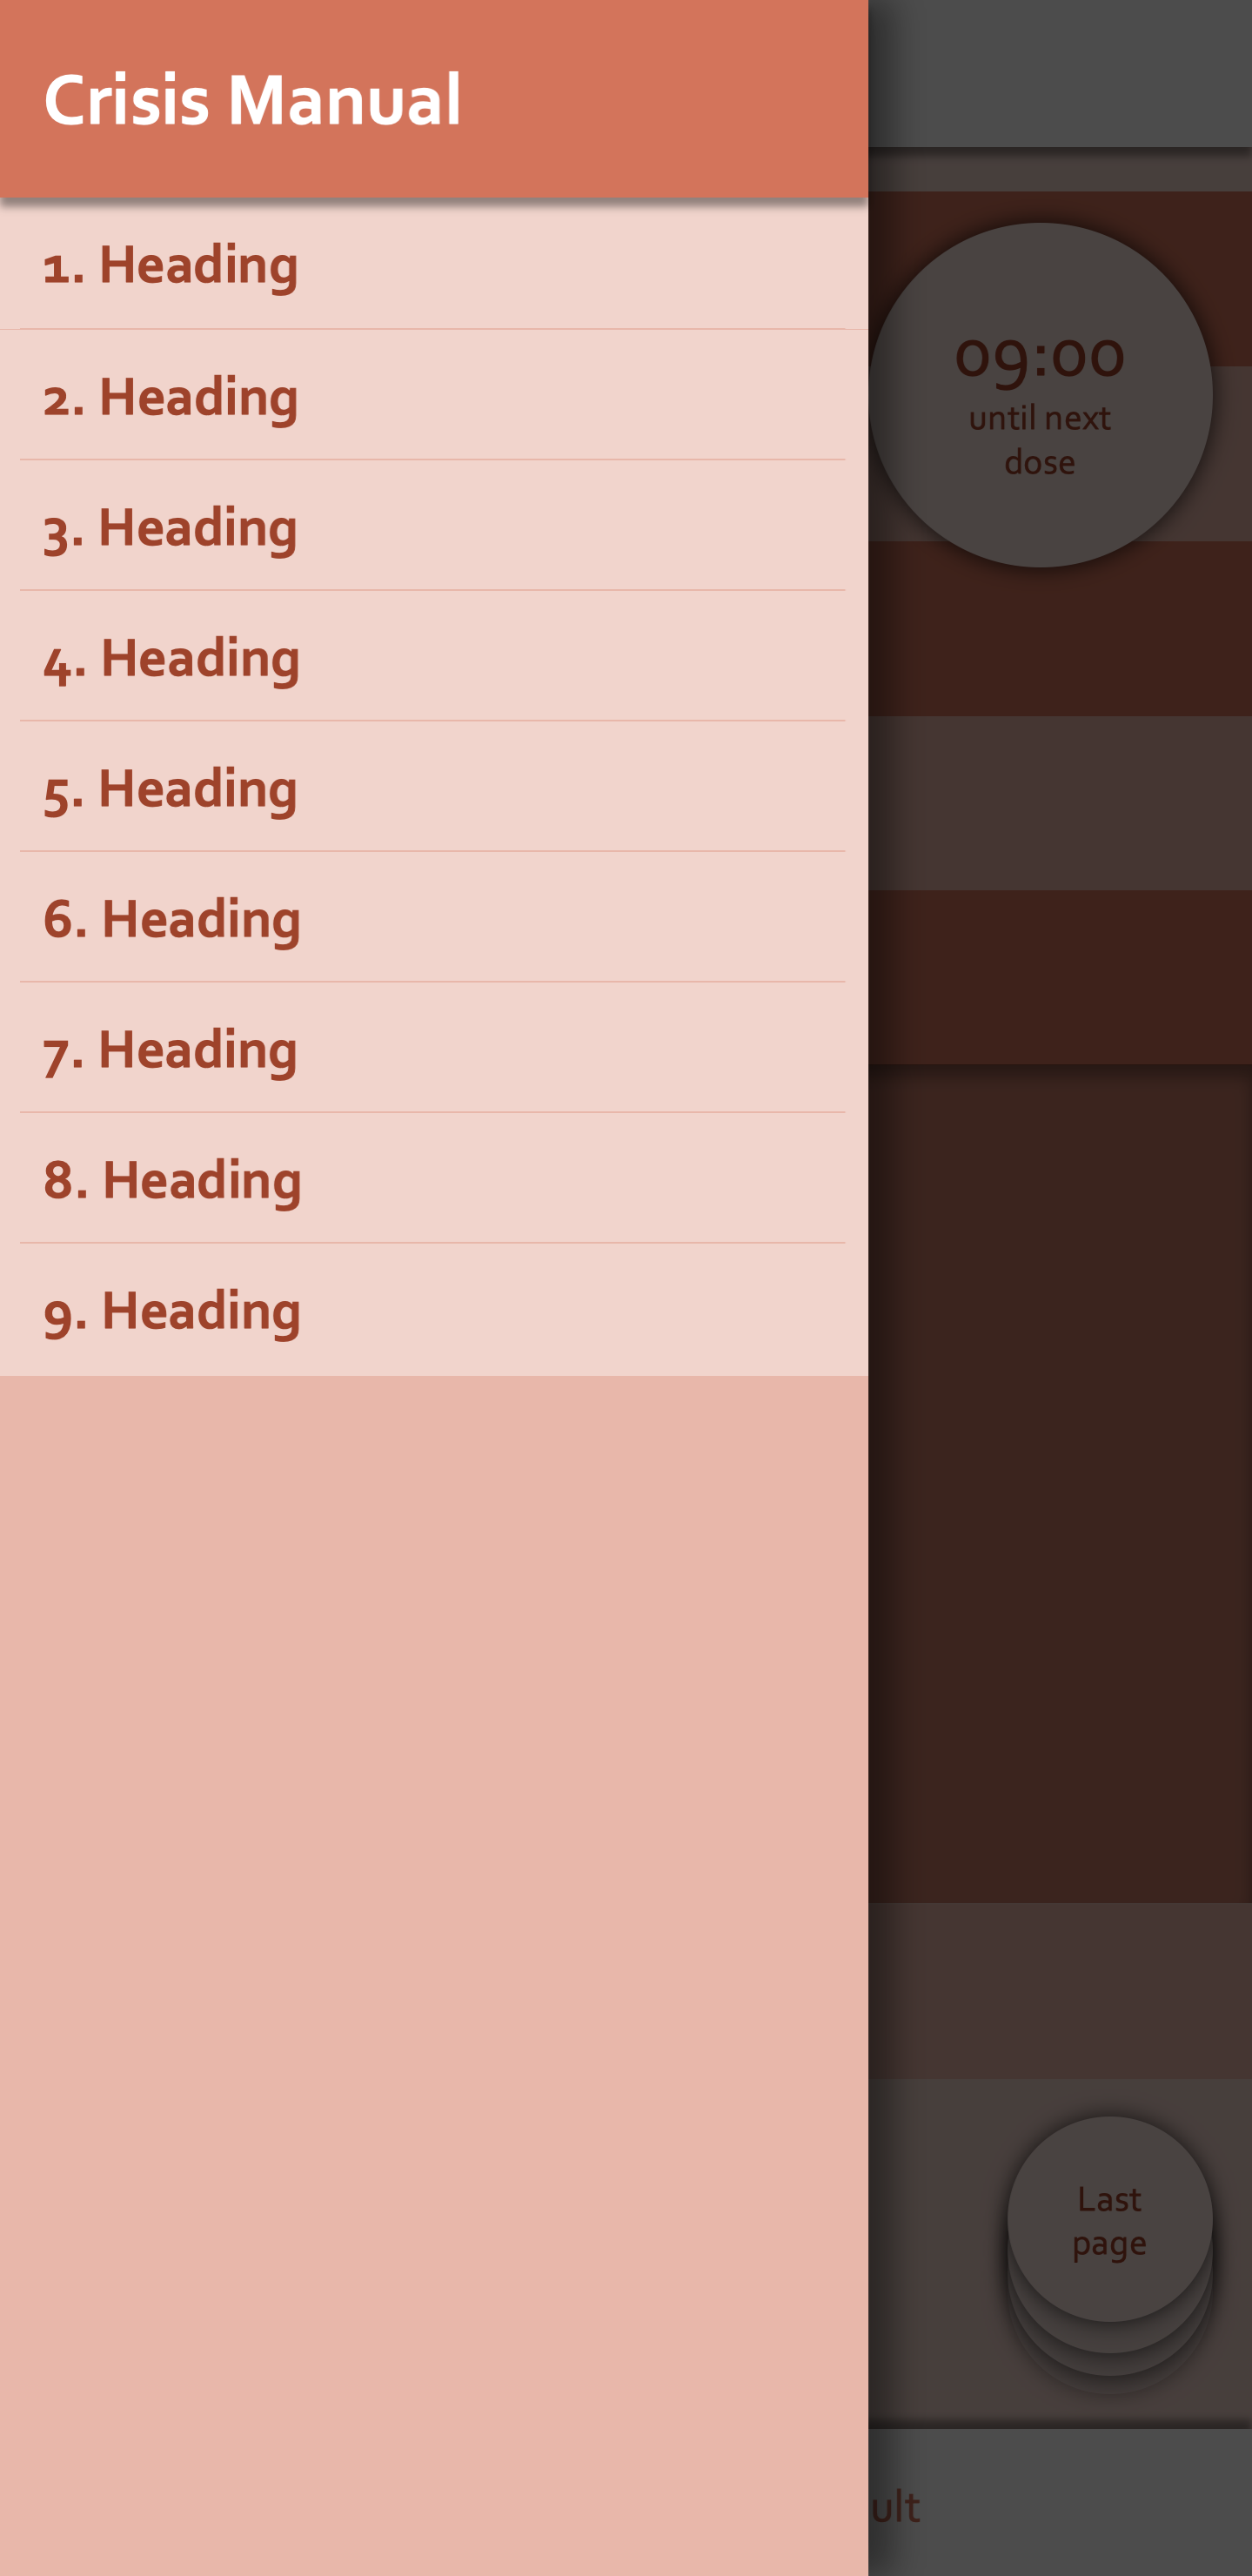 Crisis Manual
1. Heading
2. Heading
3. Heading
4. Heading
5. Heading
6. Heading
7. Heading
8. Heading
9. Heading
09:00
until next
dose
Last
page
ult